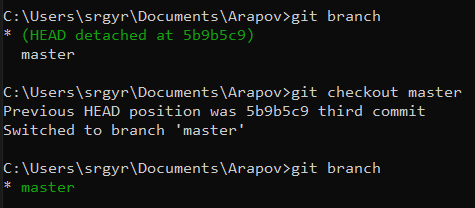 C:\Users\srgyr\Documents\Arapov>git branch
* (HEAD detached at 5b9b5c9)
  master
C:\Users\srgyr\Documents\Arapov>git checkout master
Previous HEAD position was 5b9b5c9 third commit
Switched to branch 'master'
C:\Users\srgyr\Documents\Arapov>git branch
* master